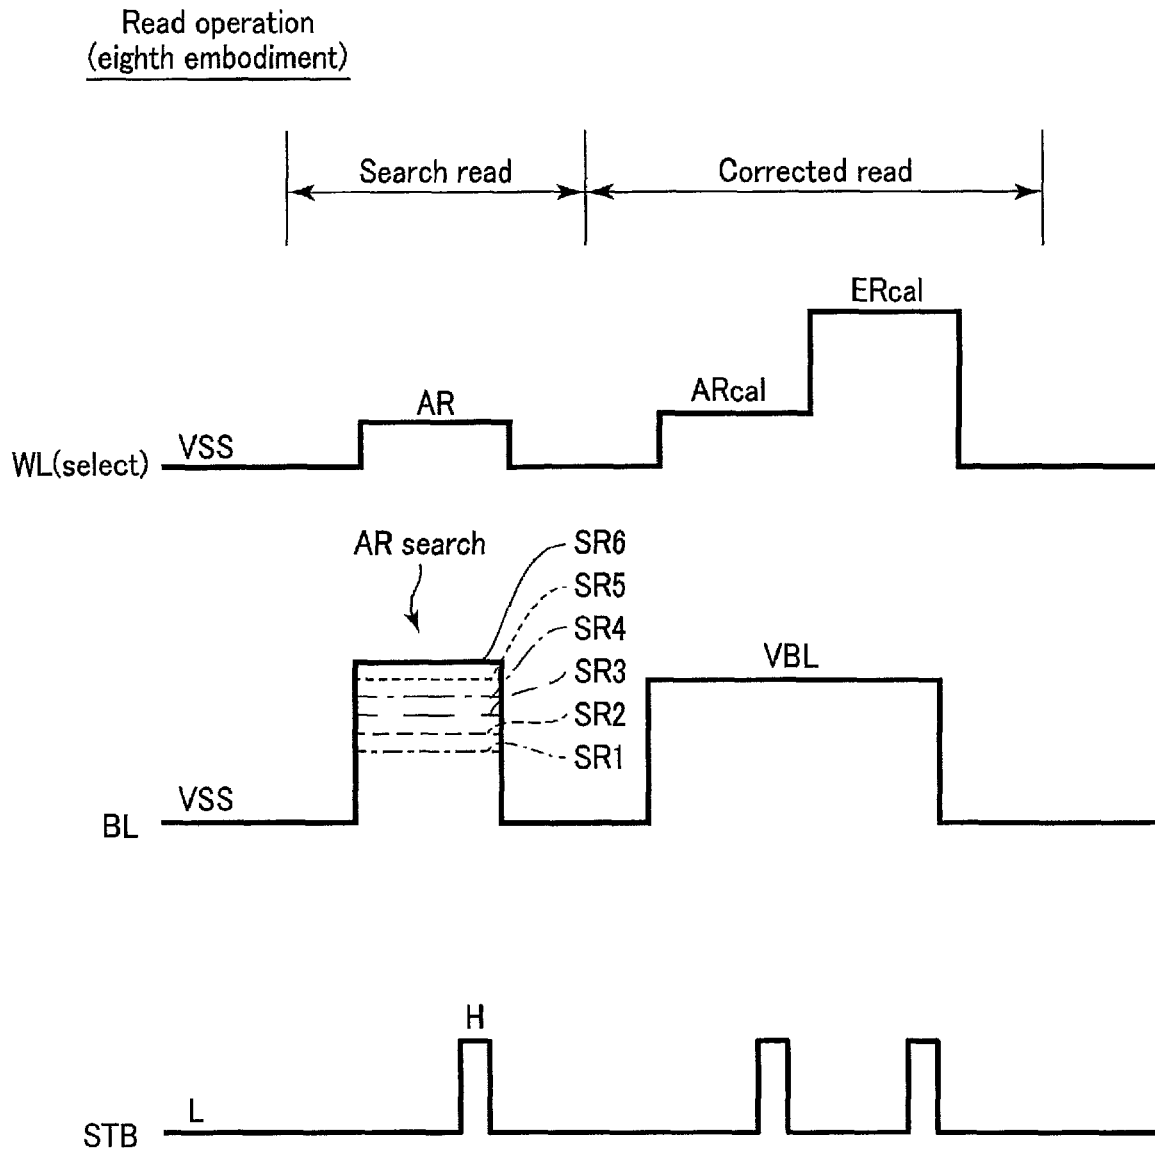 Read operation
(eighth embodiment)
Search read
Corrected read
ERcal
ARcal
AR
VSS
WL(select)
AR search
SR6
SR5
SR4
SR3
SR2
SR1
VBL
VSS
BL
H
L
STB